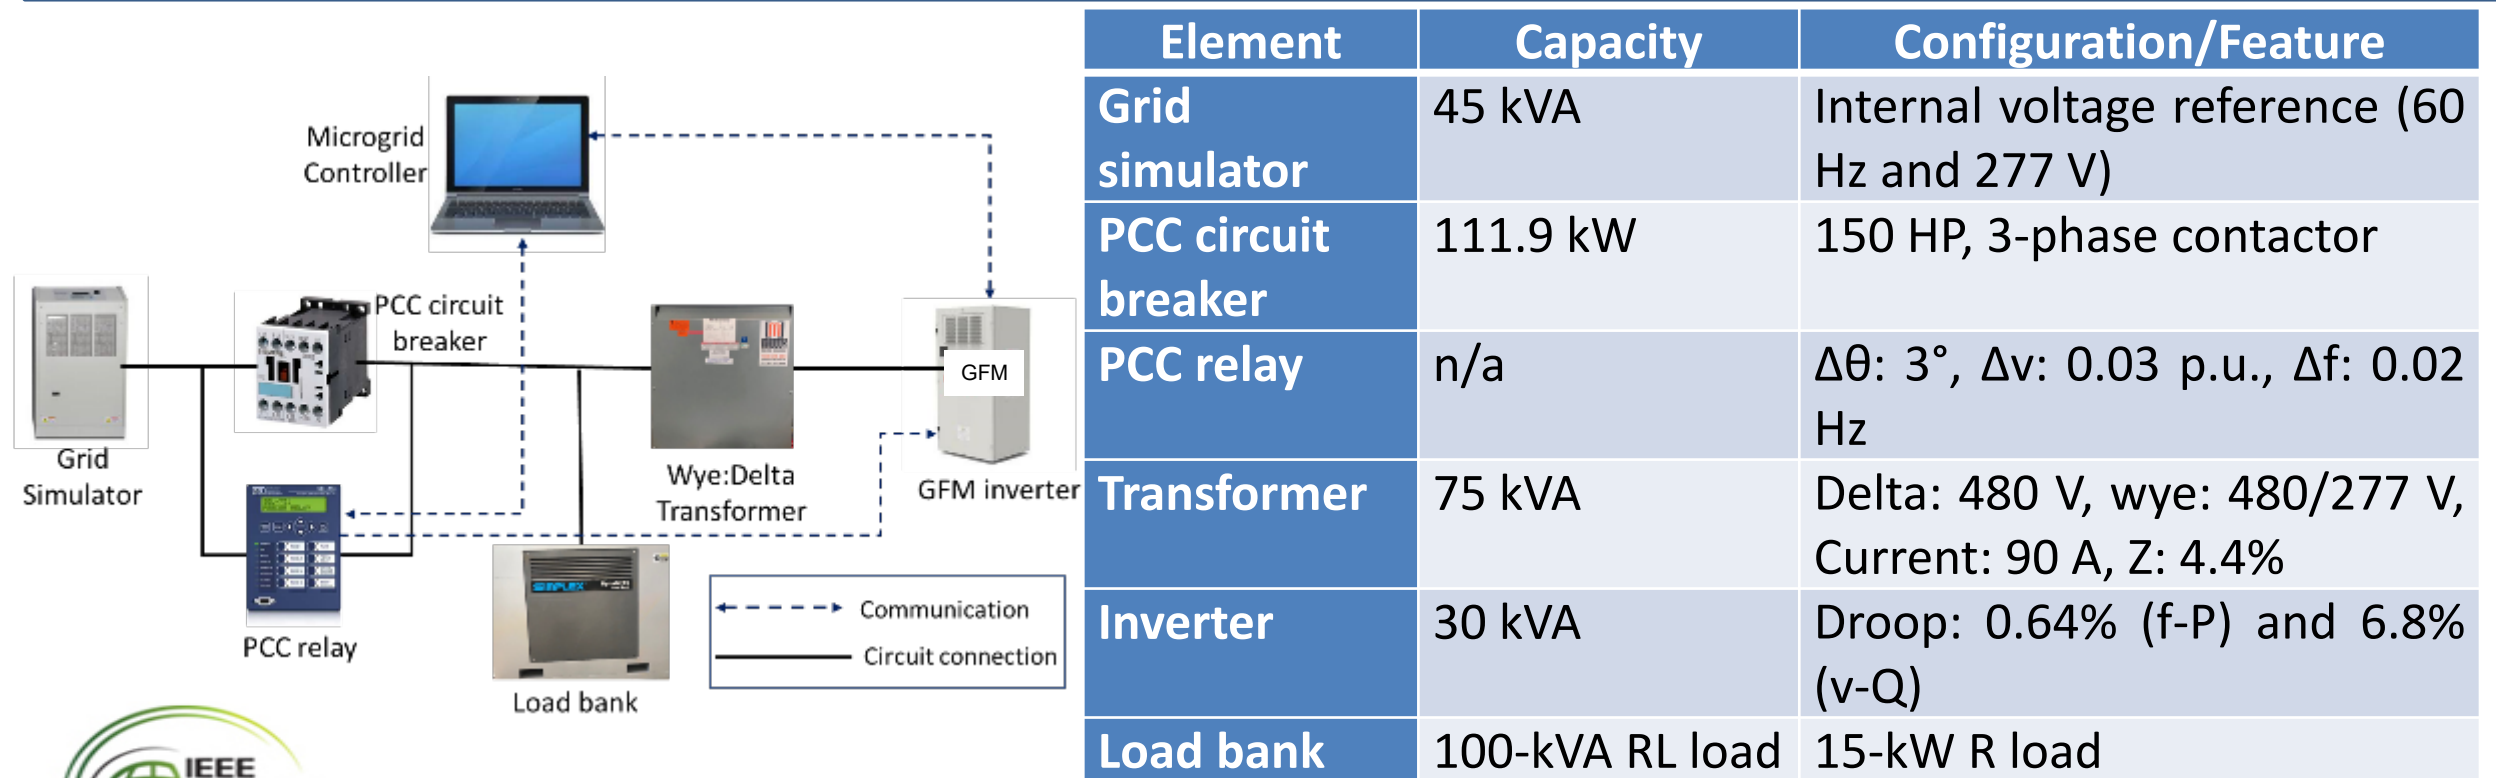 Microgrid
Controller
PCC circuit
breaker
GFM
Grid
Simulator
Wye:Delta
Transformer
GFM inverter
SIMPLEX
PCC relay
Load bank
Communication
Circuit connection
IEEE
Element Capacity Configuration/Feature
Grid simulator 45 kVA Internal voltage reference (60
Hz and 277 V)
PCC circuit breaker 111.9 kW 150 HP, 3-phase contactor
PCC relay n/a Δθ: 3°, Δv: 0.03 p.u., Δf: 0.02
Hz
Transformer 75 kVA Delta: 480 V, wye: 480/277 V,
Current: 90 A, Z: 4.4%
Inverter 30 kVA Droop: 0.64% (f-P) and 6.8%
(v-Q)
Load bank 100-kVA RL load 15-kW R load